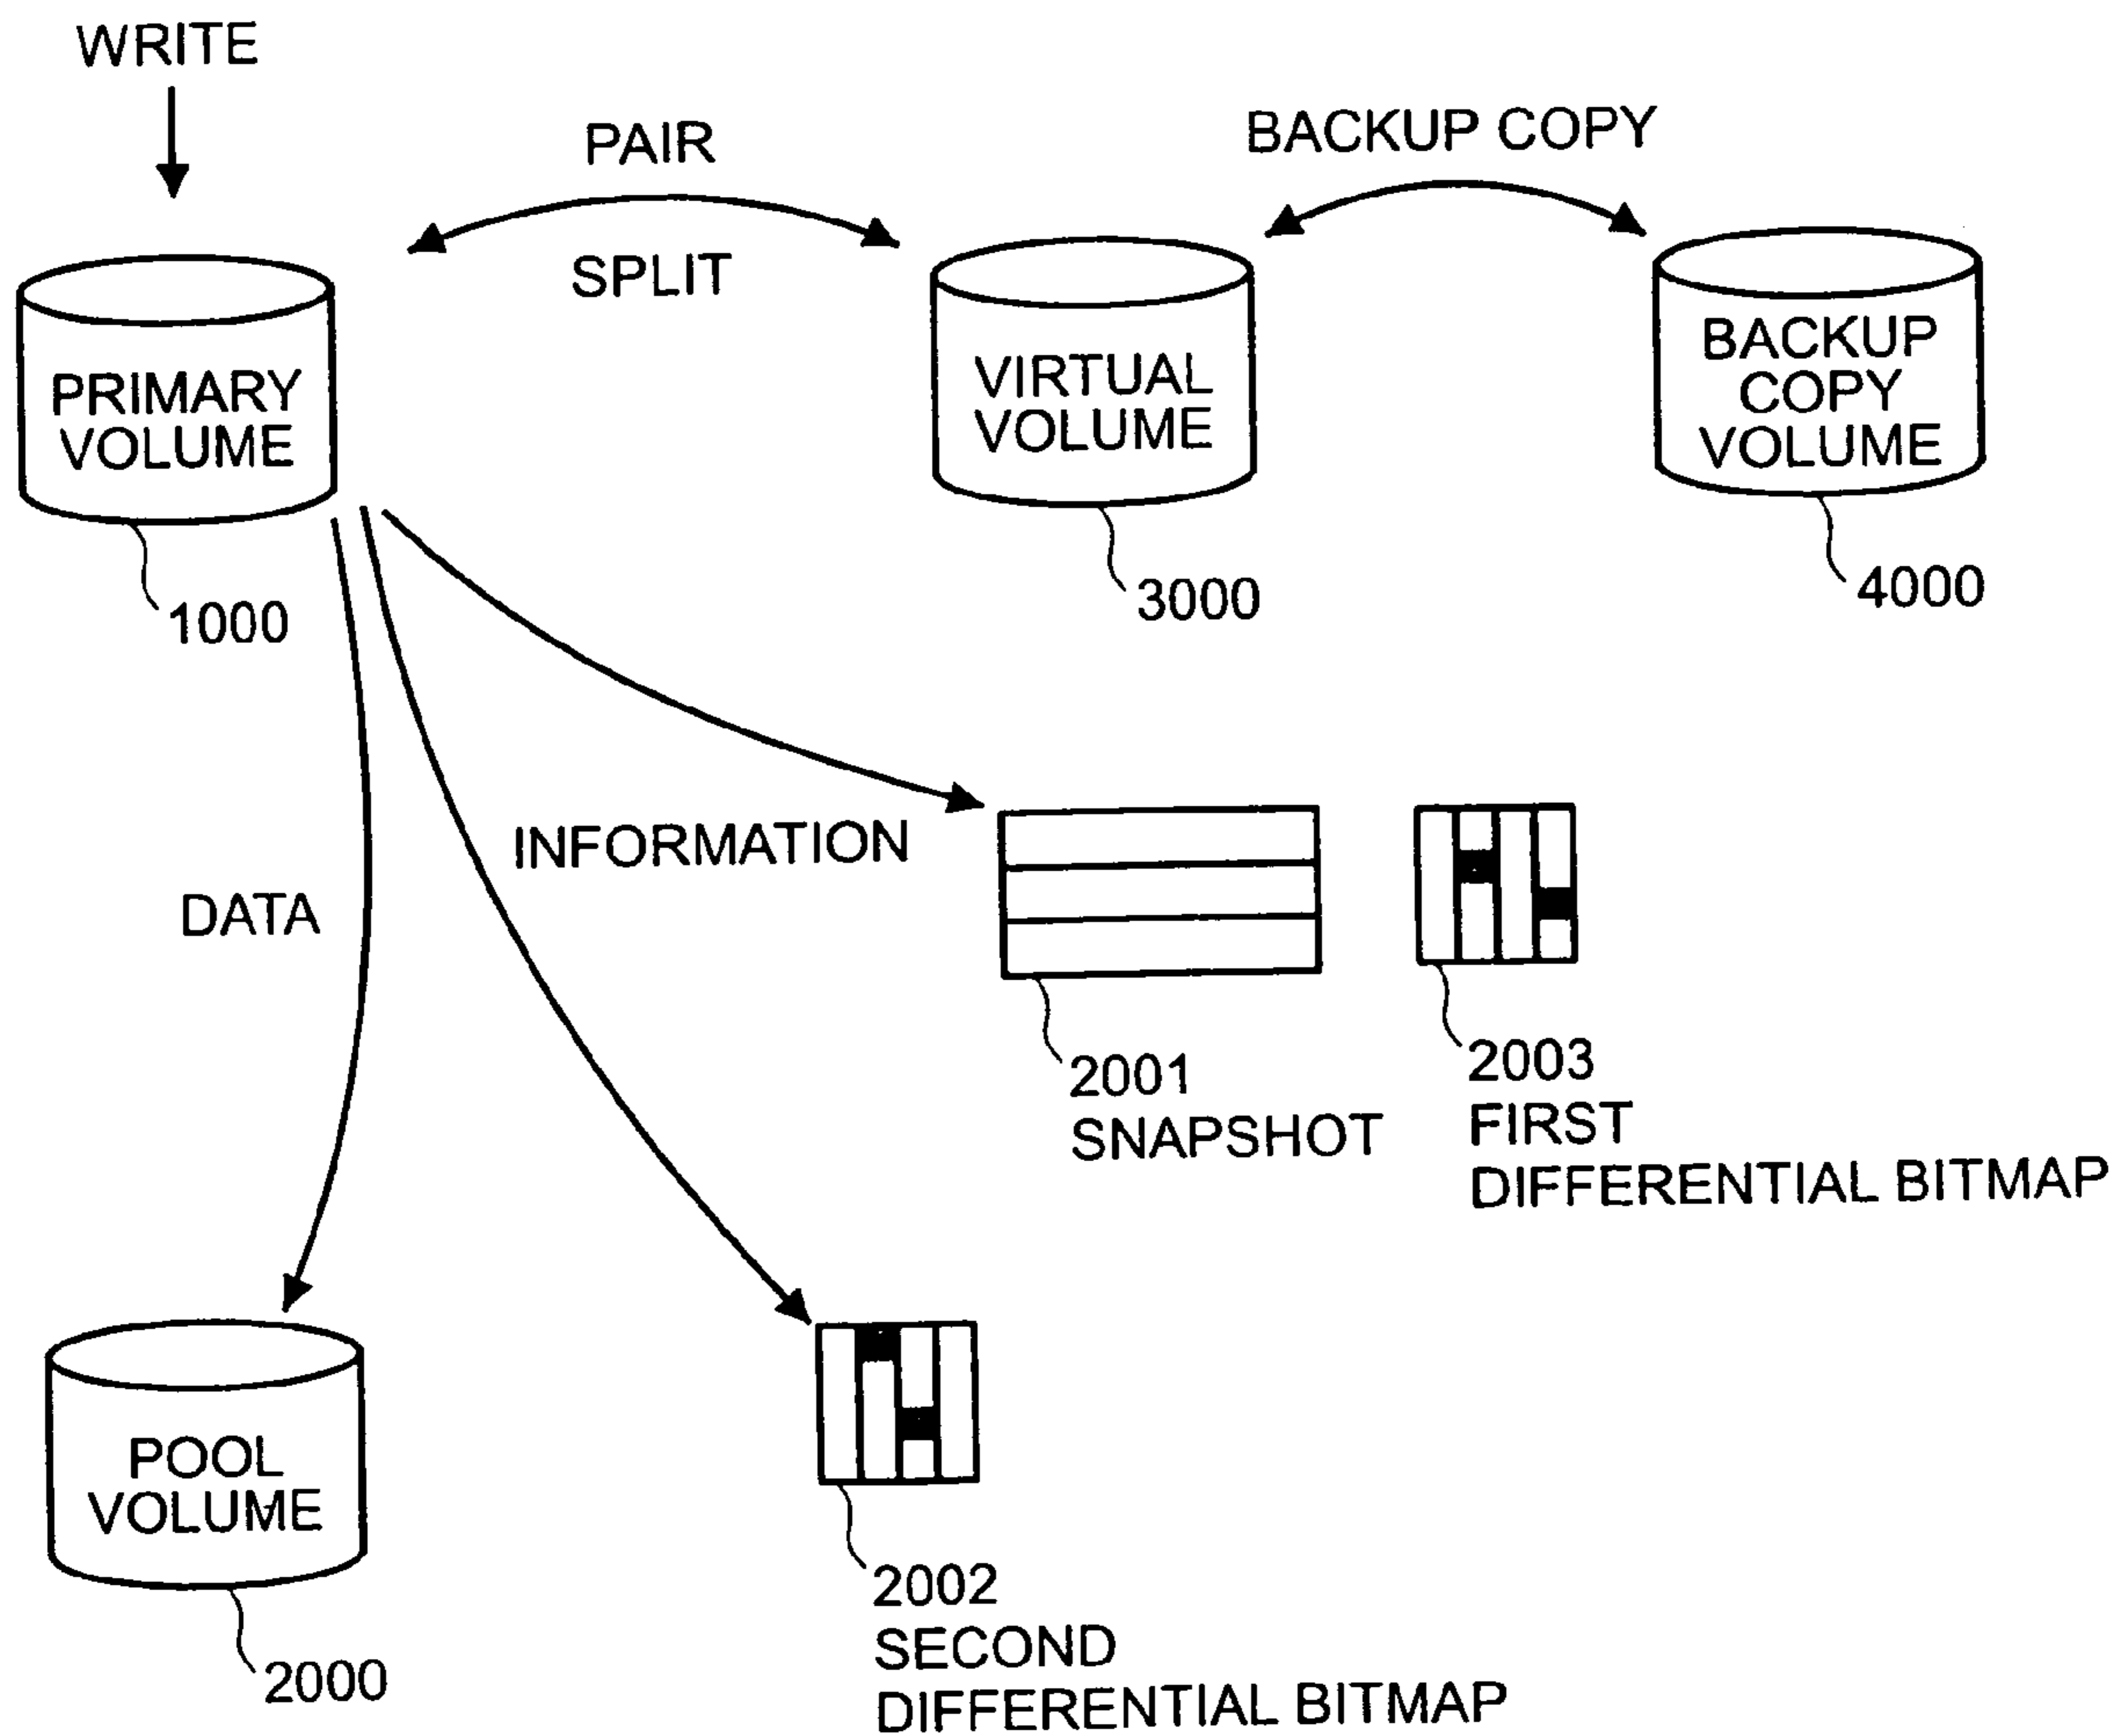 WRITE
PAIR
SPLIT
BACKUP COPY
PRIMARY
VOLUME
VIRTUAL
VOLUME
BACKUP
COPY
VOLUME
1000
3000
4000
INFORMATION
DATA
2001
SNAPSHOT
2003
FIRST
DIFFERENTIAL BITMAP
POOL
VOLUME
2000
2002
SECOND
DIFFERENTIAL BITMAP